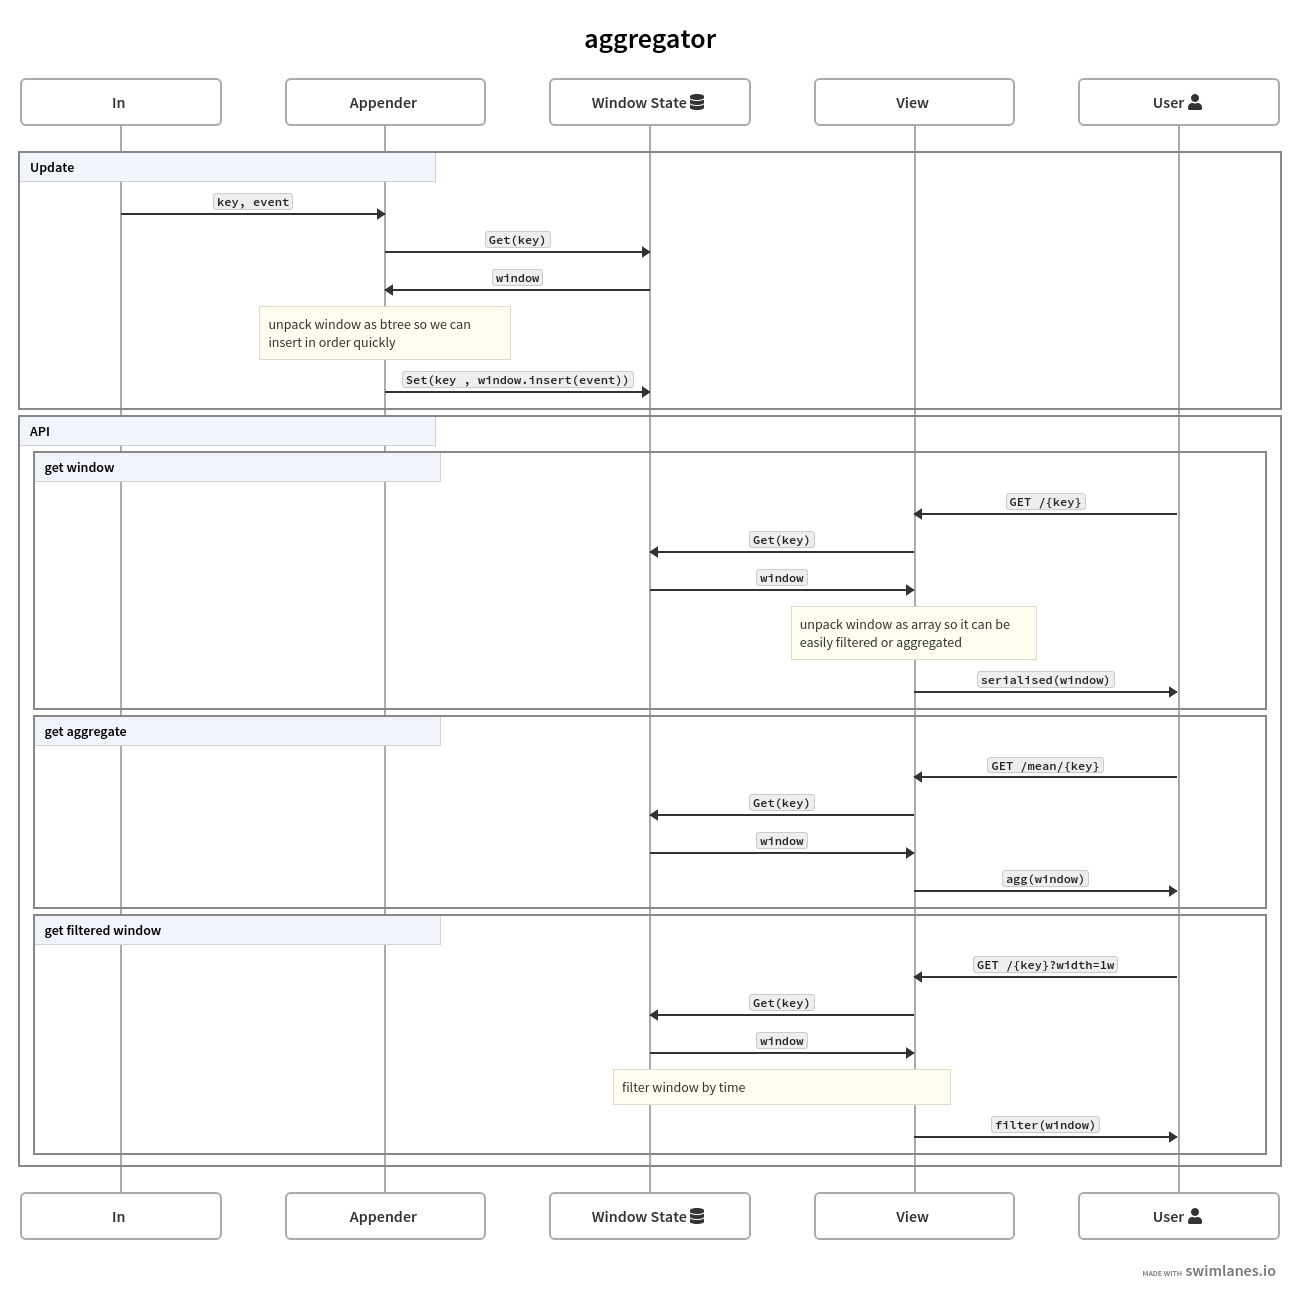 aggregator
In
Appender
Window State
View
User
Update
key, event
Get(key)
window
unpack window as btree so we can
insert in order quickly
Set(key , window.insert(event))
API
get window
GET /{key}
Get(key)
window
unpack window as array so it can be
easily filtered or aggregated
serialised(window)
get aggregate
GET /mean/{key}
Get(key)
window
agg(window)
get filtered window
GET /{key}?width=1w
Get(key)
window
filter window by time
filter(window)
In
Appender
Window State
View
User
MADE WITH swimlanes.io